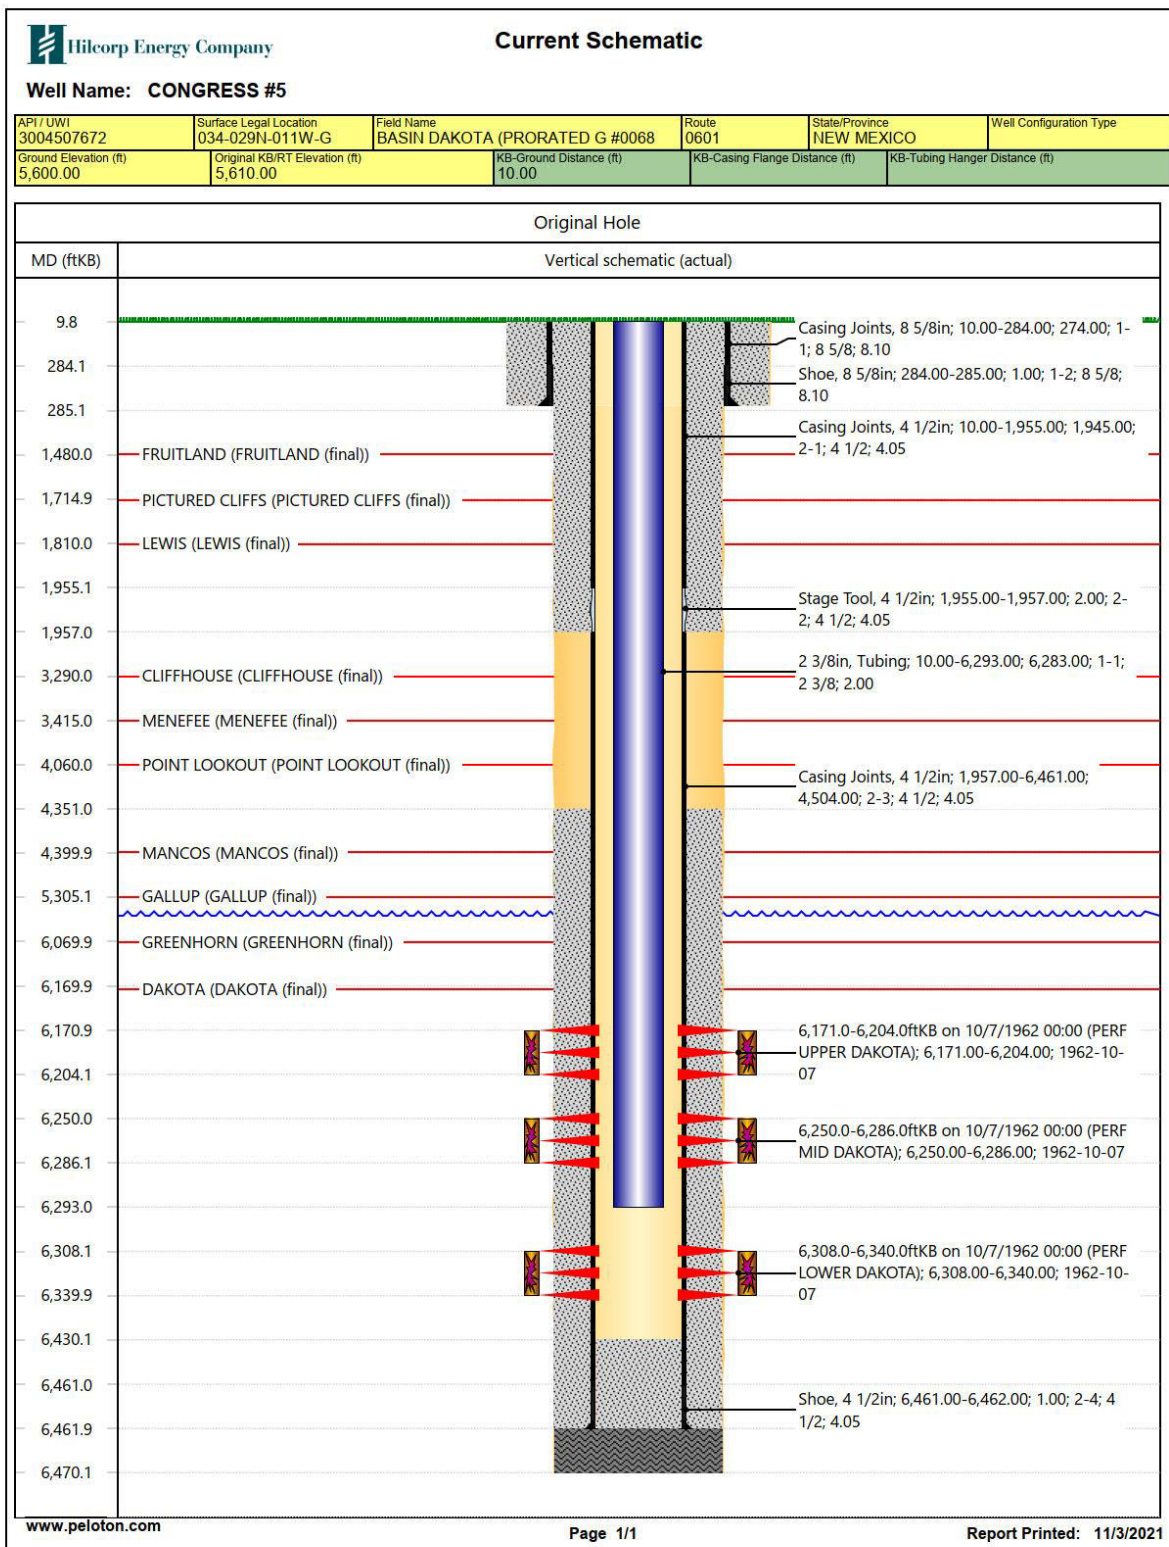 Hilcorp Energy Company
Current Schematic
Well Name: CONGRESS #5
API / UWI
3004507672
Surface Legal Location
034-029N-011W-G
Field Name
BASIN DAKOTA (PRORATED G #0068
Route
0601
State/Province
NEW MEXICO
Well Configuration Type
Ground Elevation (ft)
5,600.00
Original KB/RT Elevation (ft)
5,610.00
KB-Ground Distance (ft)
10.00
KB-Casing Flange Distance (ft)
KB-Tubing Hanger Distance (ft)
Original Hole
MD (ftKB)
Vertical schematic (actual)
9.8
Casing Joints, 8 5/8in; 10.00-284.00; 274.00; 1-
1; 8 5/8; 8.10
284.1
Shoe, 8 5/8in; 284.00-285.00; 1.00; 1-2; 8 5/8;
8.10
285.1
Casing Joints, 4 1/2in; 10.00-1,955.00; 1,945.00;
2-1; 4 1/2; 4.05
1,480.0
FRUITLAND (FRUITLAND (final))
1,714.9
PICTURED CLIFFS (PICTURED CLIFFS (final))
1,810.0
LEWIS (LEWIS (final))
1,955.1
Stage Tool, 4 1/2in; 1,955.00-1,957.00; 2.00; 2-
2; 4 1/2; 4.05
1,957.0
2 3/8in, Tubing; 10.00-6,293.00; 6,283.00; 1-1;
2 3/8; 2.00
3,290.0
CLIFFHOUSE (CLIFFHOUSE (final))
3,415.0
MENEFEE (MENEFEE (final))
4,060.0
POINT LOOKOUT (POINT LOOKOUT (final))
Casing Joints, 4 1/2in; 1,957.00-6,461.00;
4,504.00; 2-3; 4 1/2; 4.05
4,351.0
4,399.9
MANCOS (MANCOS (final))
5,305.1
GALLUP (GALLUP (final))
6,069.9
GREENHORN (GREENHORN (final))
6,169.9
DAKOTA (DAKOTA (final))
6,170.9
6,171.0-6,204.0ftKB on 10/7/1962 00:00 (PERF
UPPER DAKOTA); 6,171.00-6,204.00; 1962-10-
07
6,204.1
6,250.0
6,250.0-6,286.0ftKB on 10/7/1962 00:00 (PERF
MID DAKOTA); 6,250.00-6,286.00; 1962-10-07
6,286.1
6,293.0
6,308.1
6,308.0-6,340.0ftKB on 10/7/1962 00:00 (PERF
LOWER DAKOTA); 6,308.00-6,340.00; 1962-10-
07
6,339.9
6,430.1
6,461.0
Shoe, 4 1/2in; 6,461.00-6,462.00; 1.00; 2-4; 4
1/2; 4.05
6,461.9
6,470.1
www.peloton.com
Page 1/1
Report Printed: 11/3/2021